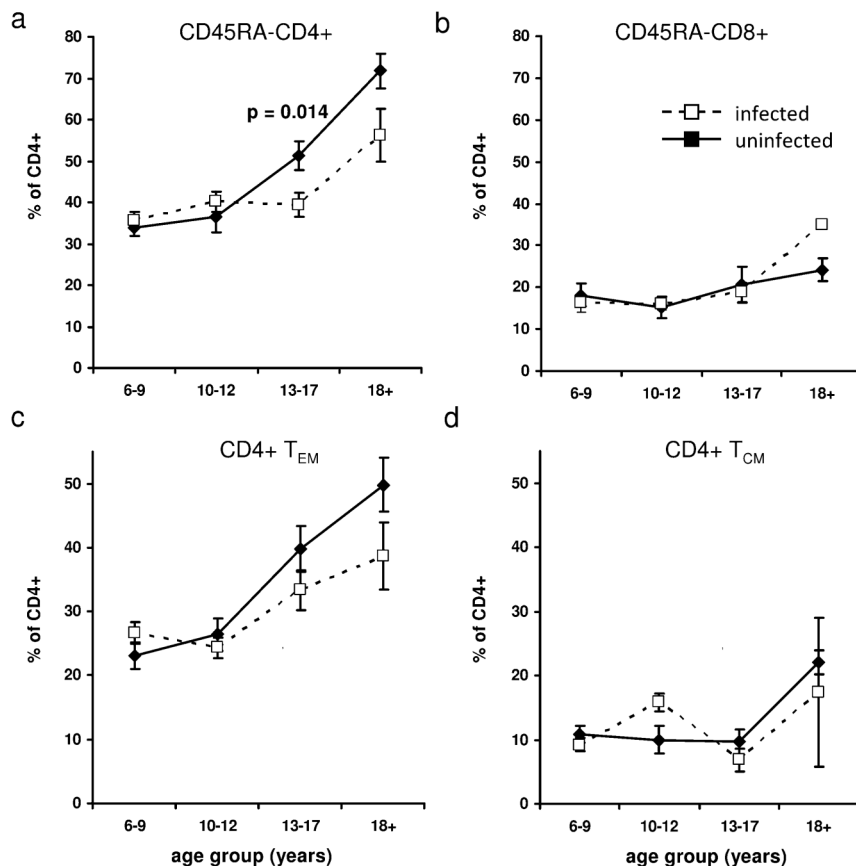 a
CD45RA-CD4+
% of CD4+
80
70
60
50
40
30
20
10
0
p = 0.014
6-9 10-12 13-17 18+
b
CD45RA-CD8+
% of CD4+
80
70
60
50
40
30
20
10
0
infected
uninfected
6-9 10-12 13-17 18+
c
CD4+ TEM
% of CD4+
50
40
30
20
10
0
6-9 10-12 13-17 18+
age group (years)
d
CD4+ TCM
% of CD4+
50
40
30
20
10
0
6-9 10-12 13-17 18+
age group (years)